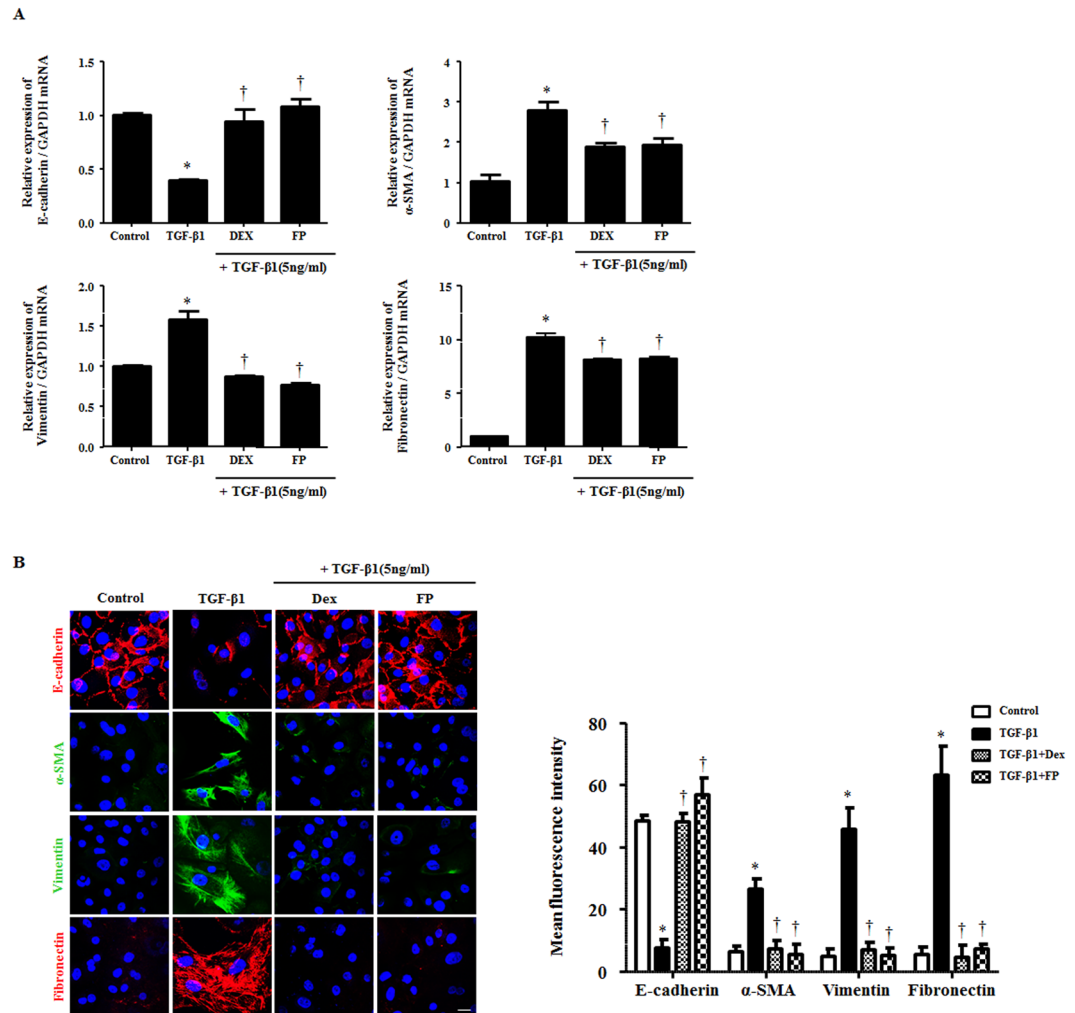 A
Relative expression of
E-cadherin / GAPDH mRNA
1.5
1.0
0.5
0.0
*
†
†
Control
TGF-β1
DEX
FP
+ TGF-β1(5ng/ml)
Relative expression of
α-SMA / GAPDH mRNA
4
3
2
1
0
*
†
†
Control
TGF-β1
DEX
FP
+ TGF-β1(5ng/ml)
Relative expression of
Vimentin / GAPDH mRNA
2.0
1.5
1.0
0.5
0.0
*
†
†
Control
TGF-β1
DEX
FP
+ TGF-β1(5ng/ml)
Relative expression of
Fibronectin / GAPDH mRNA
15
10
5
0
*
†
†
Control
TGF-β1
DEX
FP
+ TGF-β1(5ng/ml)
B
+ TGF-β1(5ng/ml)
Control
TGF-β1
Dex
FP
E-cadherin
α-SMA
Vimentin
Fibronectin
Meanfluorescence intensity
80
60
40
20
0
*
†
†
*
†
†
*
†
†
*
†
†
E-cadherin
α-SMA
Vimentin
Fibronectin
Control
TGF-β1
TGF-β1+Dex
TGF-β1+FP